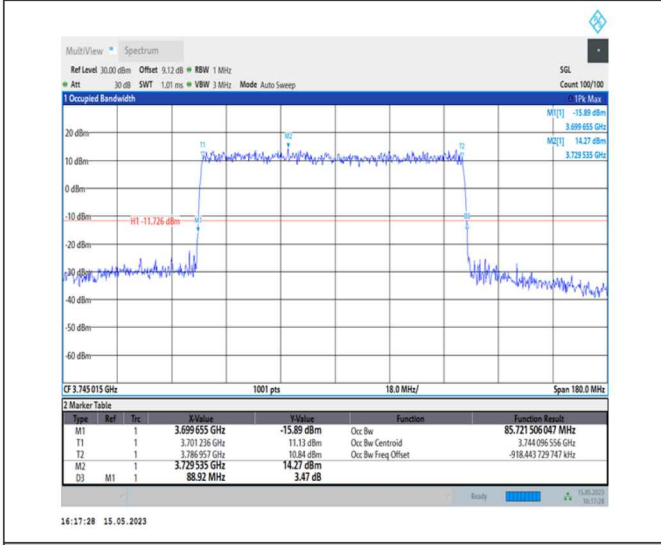 MultiView Spectrum
Ref Level 30.00 dBm Offset 9.12 dB RBW 1 MHz SGL
Att 30 dB SWT 1.01 ms VBW 3 MHz Mode Auto Sweep Count 100/100
1 Occupied Bandwidth 1Pk Max
M1[1] -15.89 dBm
3.699 655 GHz
M2[1] 14.27 dBm
3.729 535 GHz
20 dBm
M2
T1 T2
10 dBm
0 dBm
-10 dBm
H1 -11.726 dBm M1 D3
-20 dBm
-30 dBm
-40 dBm
-50 dBm
-60 dBm
CF 3.745 015 GHz 1001 pts 18.0 MHz/ Span 180.0 MHz
2 Marker Table
Type Ref Trc X-Value Y-Value Function Function Result
M1 1 3.699 655 GHz -15.89 dBm Occ Bw 85.721 506 047 MHz
T1 1 3.701 236 GHz 11.13 dBm Occ Bw Centroid 3.744 096 556 GHz
T2 1 3.786 957 GHz 10.84 dBm Occ Bw Freq Offset -918.443 729 747 kHz
M2 1 3.729 535 GHz 14.27 dBm
D3 M1 1 88.92 MHz 3.47 dB
Ready 15.05.2023
16:17:28
16:17:28 15.05.2023